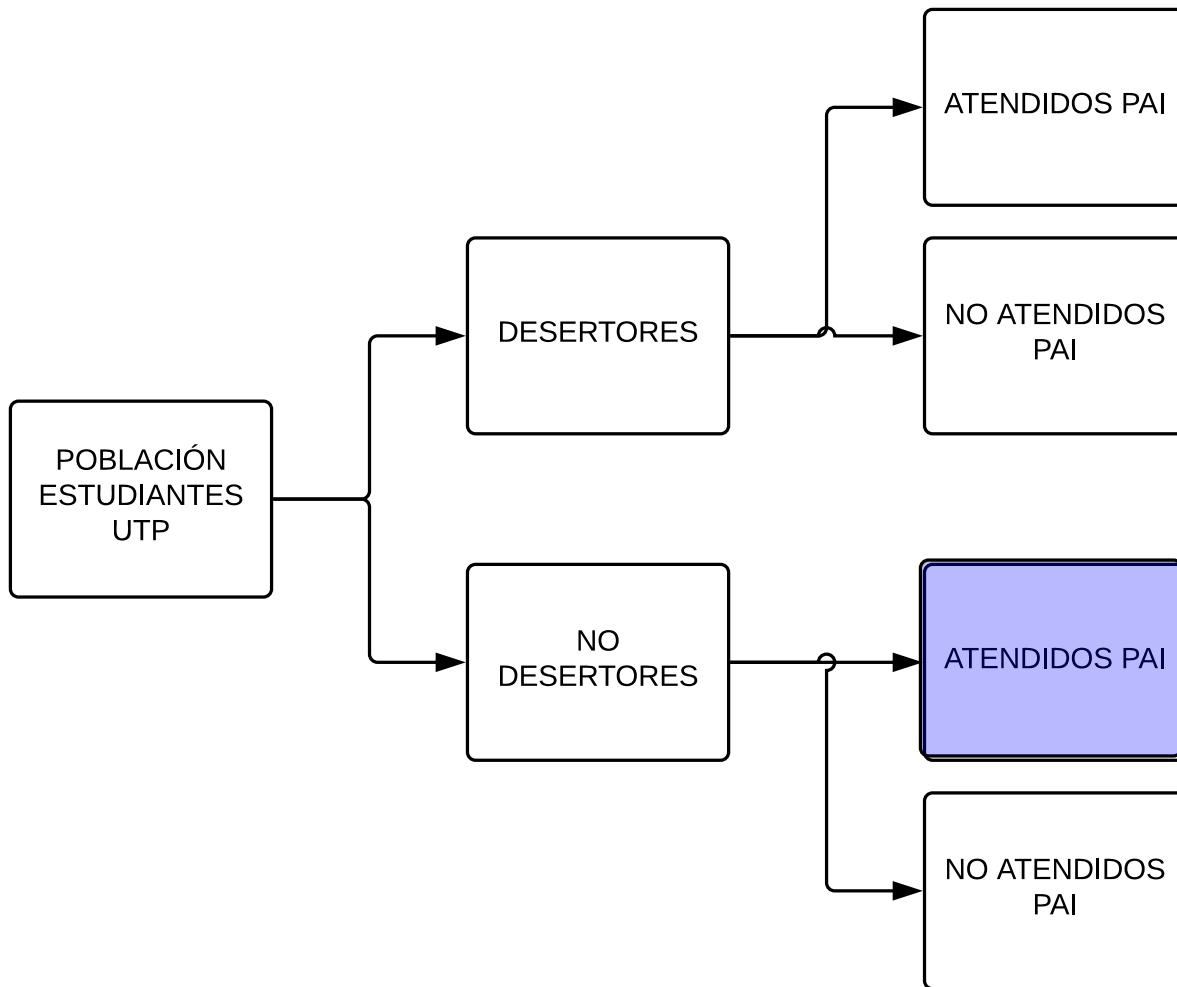 ATENDIDOS PAI
DESERTORES
NO ATENDIDOS
PAI
POBLACIÓN
ESTUDIANTES
UTP
NO
DESERTORES
ATENDIDOS PAI
NO ATENDIDOS
PAI